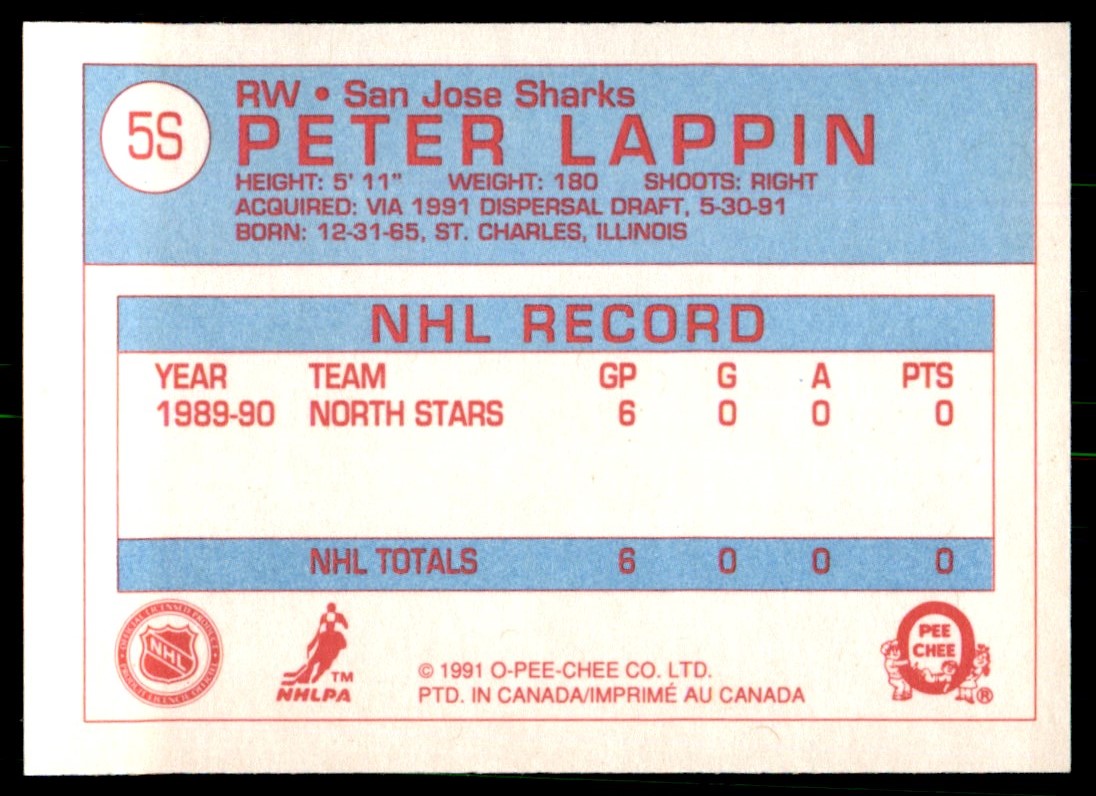 5S
RW • San Jose Sharks
PETER LAPPIN
HEIGHT: 5' 11" WEIGHT: 180 SHOOTS: RIGHT
ACQUIRED: VIA 1991 DISPERSAL DRAFT, 5-30-91
BORN: 12-31-65, ST. CHARLES, ILLINOIS
NHL RECORD
YEAR TEAM GP G A PTS
1989-90 NORTH STARS 6 0 0 0
NHL TOTALS 6 0 0 0
NHL
TM
NHLPA
© 1991 O-PEE-CHEE CO. LTD.
PTD. IN CANADA/IMPRIMÉ AU CANADA
PEE
CHEE
®